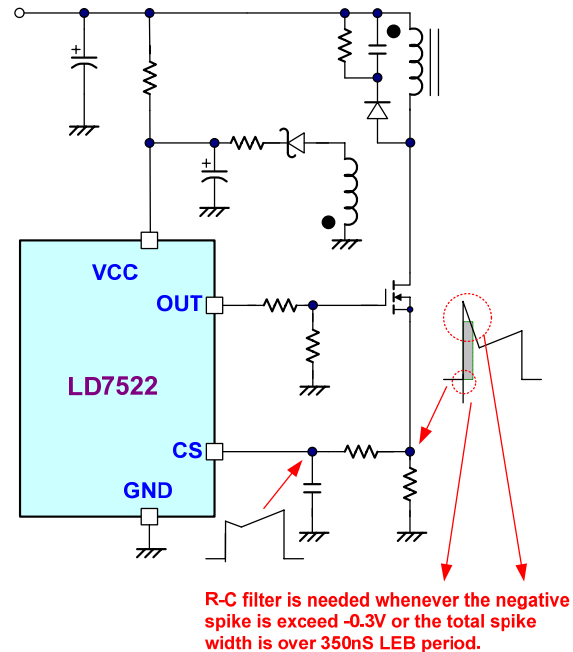 VCC
OUT
LD7522
CS
GND
R-C filter is needed whenever the negative
spike is exceed -0.3V or the total spike
width is over 350nS LEB period.